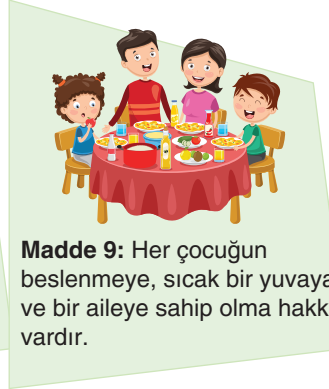 Madde 9: Her çocuğun
beslenmeye, sıcak bir yuvaya
ve bir aileye sahip olma hakk
vardır.